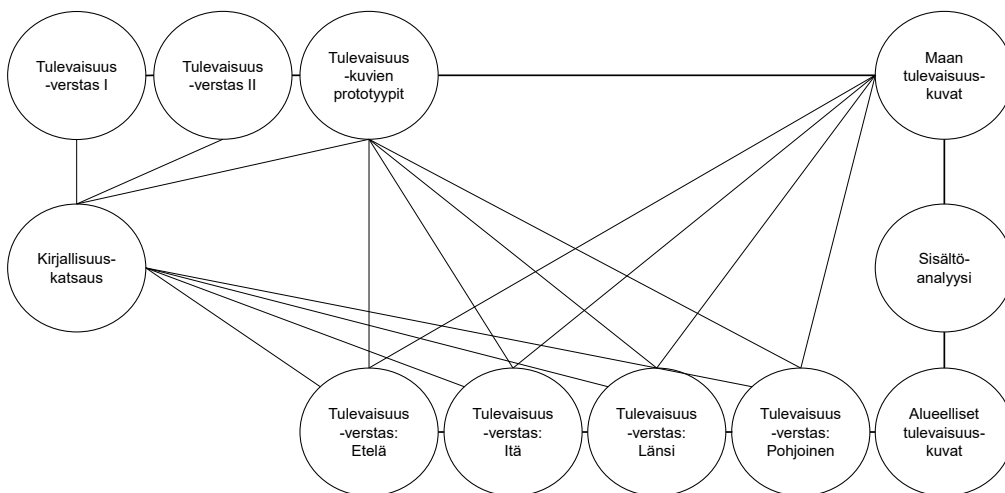 Tulevaisuus
-verstas I
Tulevaisuus
-verstas II
Tulevaisuus
-kuvien
prototyypit
Maan
tulevaisuus-
kuvat
Kirjallisuus-
katsaus
Sisältö-
analyysi
Tulevaisuus
-verstas:
Etelä
Tulevaisuus
-verstas:
Itä
Tulevaisuus
-verstas:
Länsi
Tulevaisuus
-verstas:
Pohjoinen
Alueelliset
tulevaisuus-
kuvat